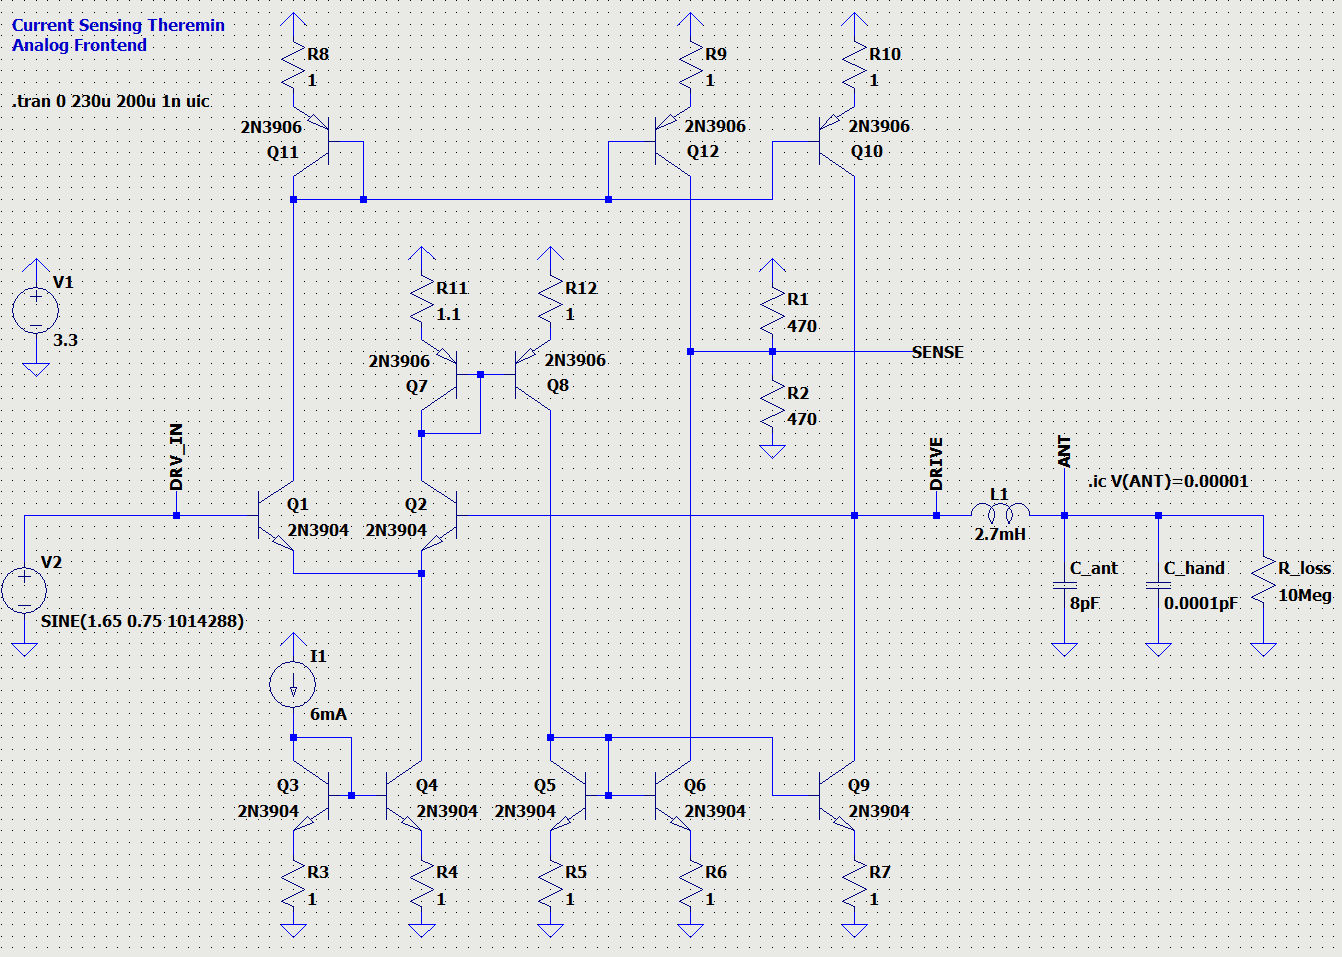 Current Sensing Theremin
Analog Frontend
.tran 0 230u 200u 1n uic
R8
1
2N3906
Q11
R9
1
2N3906
Q12
R10
1
2N3906
Q10
V1
3.3
R11
1.1
2N3906
Q7
R12
1
2N3906
Q8
R1
470
SENSE
R2
470
DRV_IN
Q1
2N3904
Q2
2N3904
DRIVE
L1
2.7mH
ANT
.ic V(ANT)=0.00001
V2
SINE(1.65 0.75 1014288)
C_ant
8pF
C_hand
0.0001pF
R_loss
10Meg
I1
6mA
Q3
2N3904
Q4
2N3904
Q5
2N3904
Q6
2N3904
Q9
2N3904
R3
1
R4
1
R5
1
R6
1
R7
1